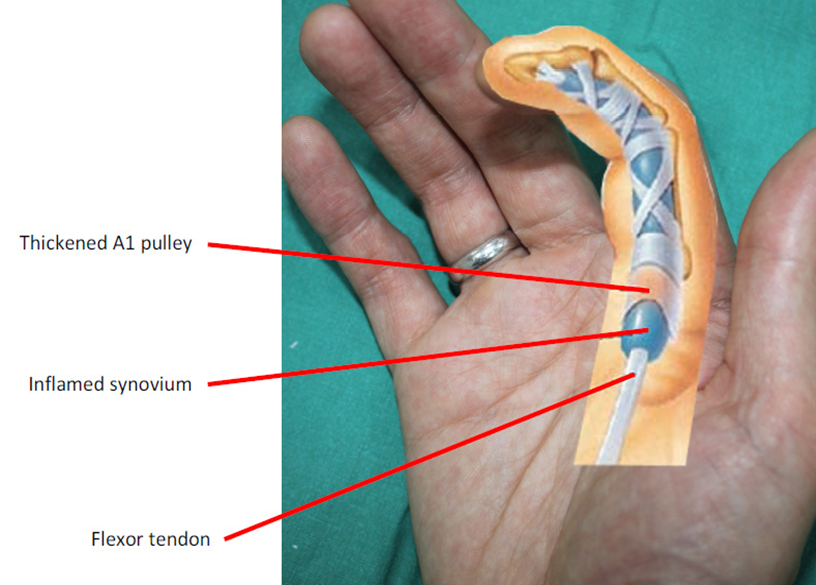 Thickened A1 pulley
Inflamed synovium
Flexor tendon